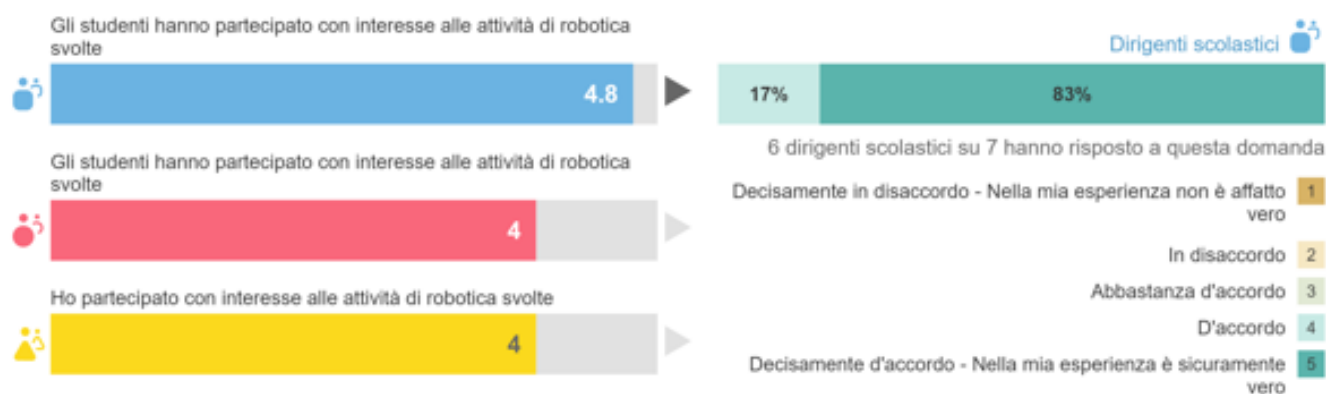 Gli studenti hanno partecipato con interesse alle attività di robotica
svolte
4.8
Gli studenti hanno partecipato con interesse alle attività di robotica
svolte
4
Ho partecipato con interesse alle attività di robotica svolte
4
Dirigenti scolastici
17%
83%
6 dirigenti scolastici su 7 hanno risposto a questa domanda
Decisamente in disaccordo - Nella mia esperienza non è affatto 1
vero
In disaccordo 2
Abbastanza d'accordo 3
D'accordo 4
Decisamente d'accordo - Nella mia esperienza è sicuramente 5
vero